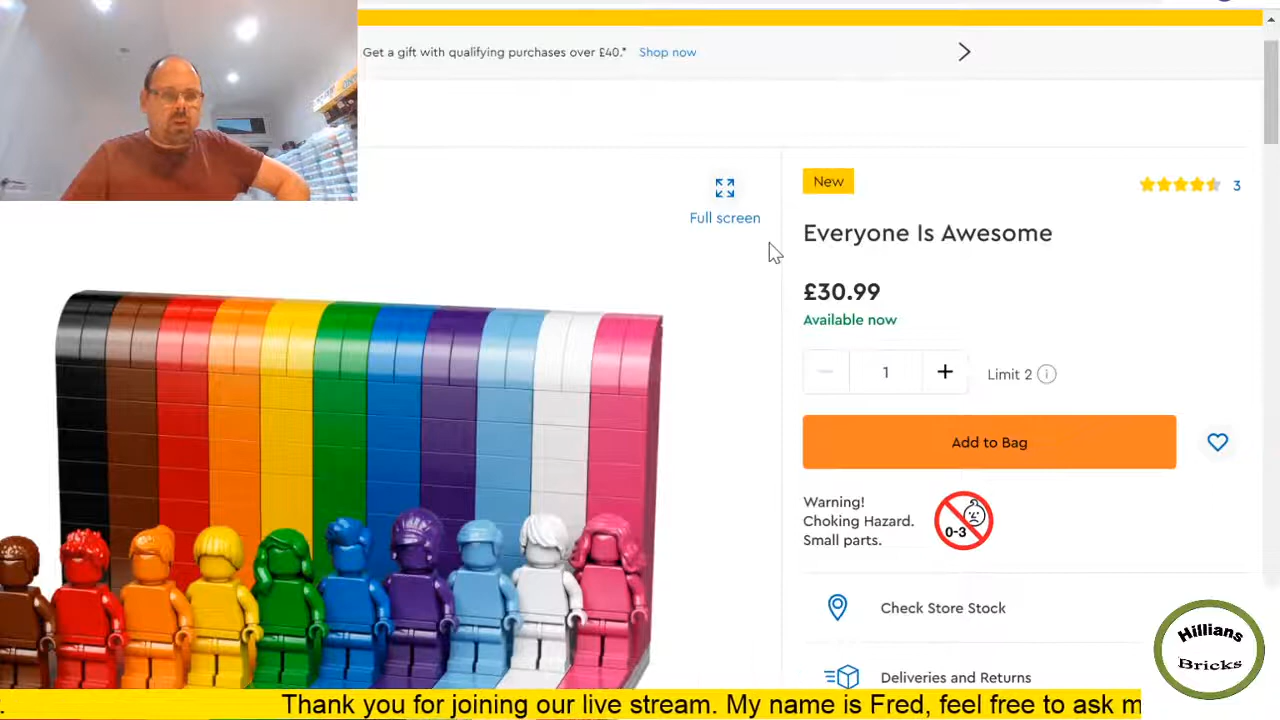 Get a gift with qualifying purchases over £40.* Shop now
Full screen
New
3
Everyone Is Awesome
£30.99
Available now
1
Limit 2
Add to Bag
Warning!
Choking Hazard.
Small parts.
0-3
Check Store Stock
Deliveries and Returns
Hillians
Bricks
Thank you for joining our live stream. My name is Fred, feel free to ask m